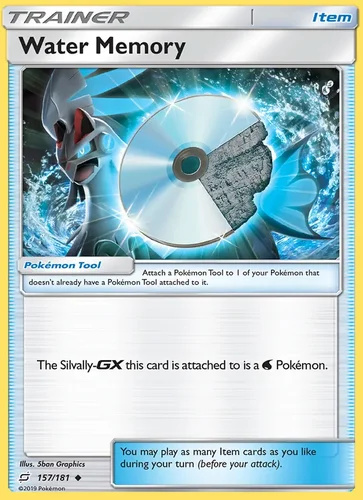 TRAINER Item
Water Memory
Pokémon Tool
Attach a Pokémon Tool to 1 of your Pokémon that
doesn't already have a Pokémon Tool attached to it.
The Silvally-GX this card is attached to is a Pokémon.
You may play as many Item cards as you like
during your turn (before your attack).
Illus. 5ban Graphics
157/181
©2019 Pokémon